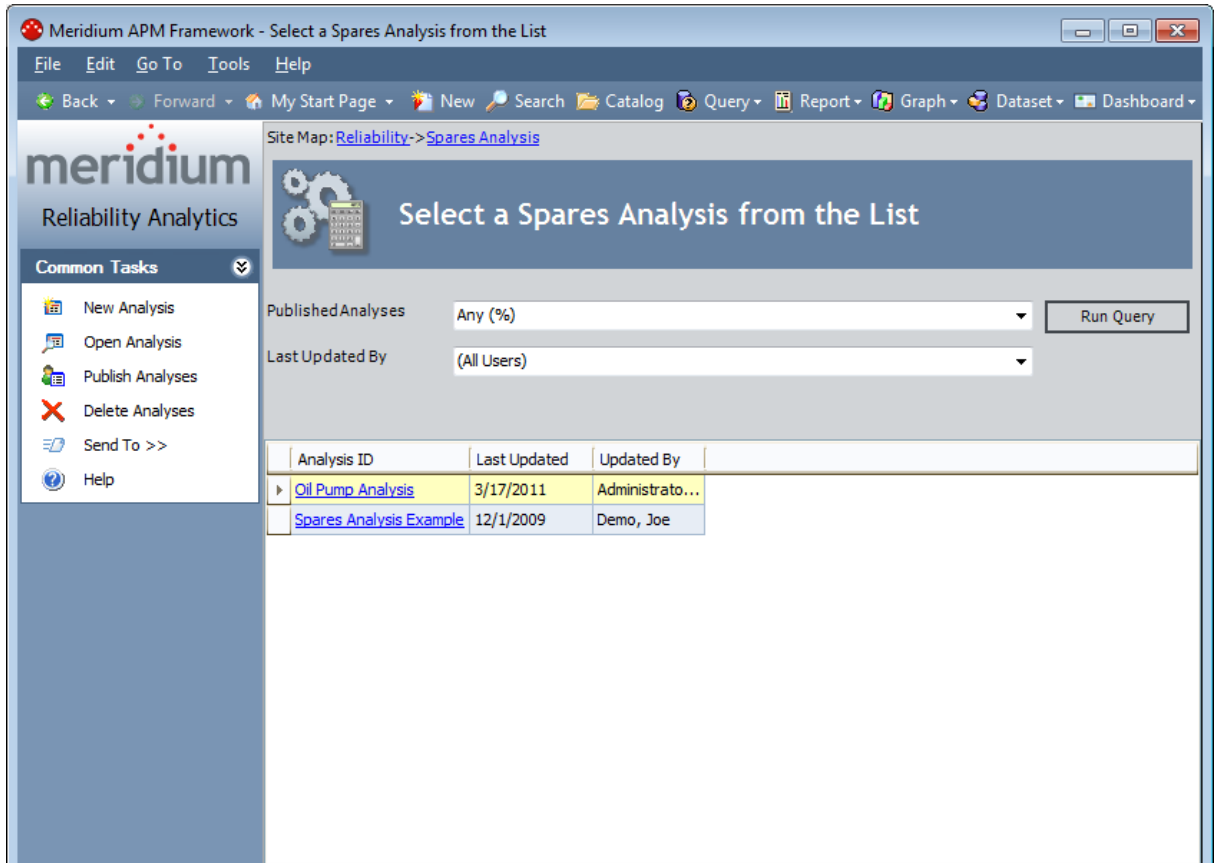 Meridium APM Framework - Select a Spares Analysis from the List
File Edit Go To Tools Help
Back Forward My Start Page New Search Catalog Query Report Graph Dataset Dashboard
meridium
Reliability Analytics
Common Tasks
New Analysis
Open Analysis
Publish Analyses
Delete Analyses
Send To >>
Help
Site Map: Reliability->Spares Analysis
Select a Spares Analysis from the List
Published Analyses Any (%) Run Query
Last Updated By (All Users)
Analysis ID Last Updated Updated By
Oil Pump Analysis 3/17/2011 Administrato...
Spares Analysis Example 12/1/2009 Demo, Joe